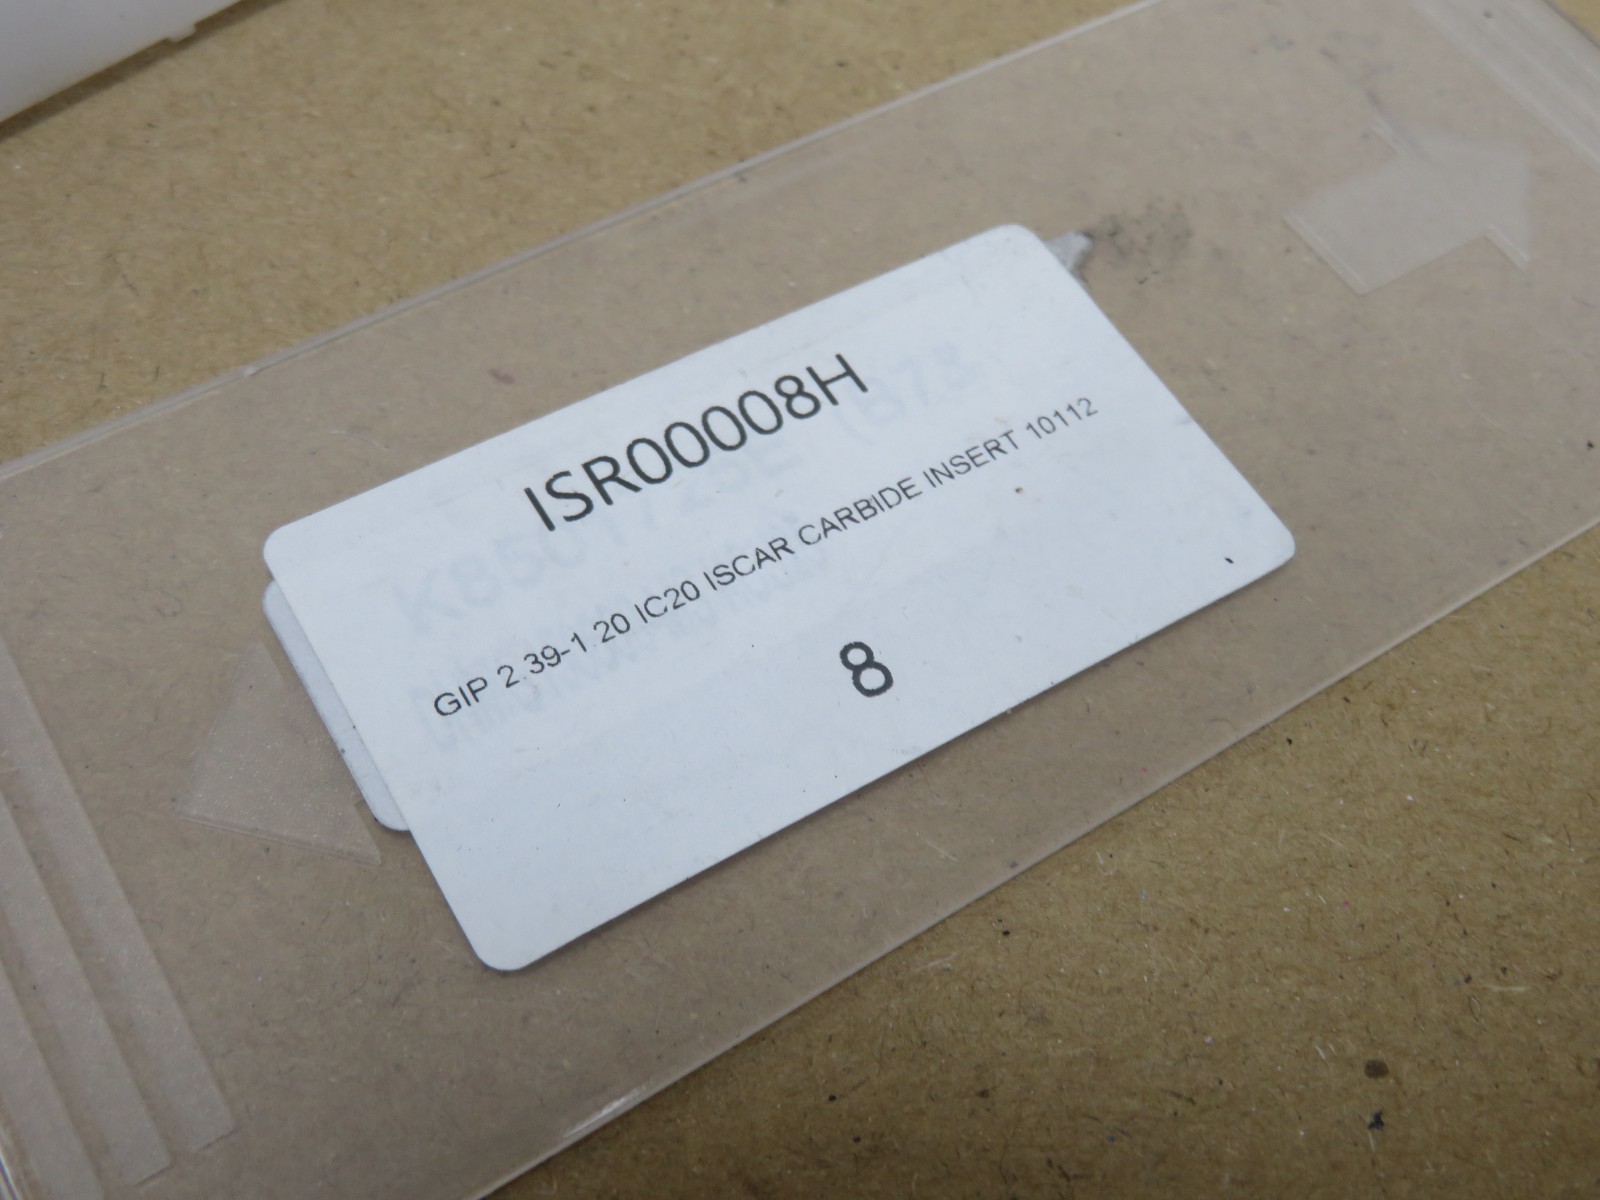 ISR00008H
GIP 2.39-1.20 IC20 ISCAR CARBIDE INSERT 10112
8